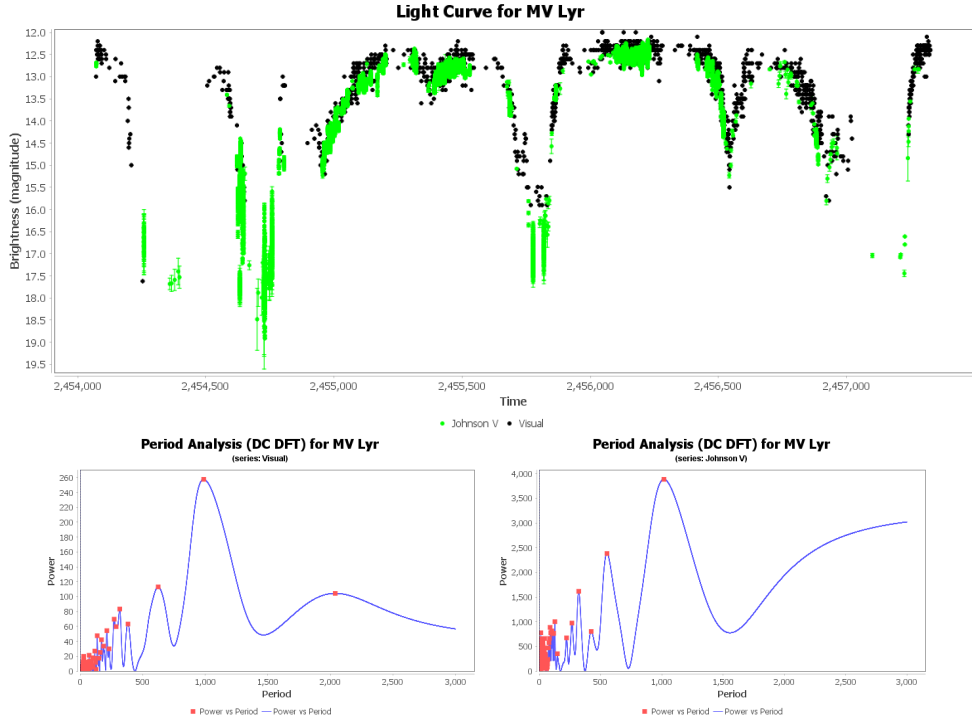 Light Curve for MV Lyr
Brightness (magnitude)
12.0
12.5
13.0
13.5
14.0
14.5
15.0
15.5
16.0
16.5
17.0
17.5
18.0
18.5
19.0
19.5
2,454,000 2,454,500 2,455,000 2,455,500 2,456,000 2,456,500 2,457,000
Time
Johnson V Visual
Period Analysis (DC DFT) for MV Lyr
(series: Visual)
Power
260
240
220
200
180
160
140
120
100
80
60
40
20
0
0 500 1,000 1,500 2,000 2,500 3,000
Period
Power vs Period Power vs Period
Period Analysis (DC DFT) for MV Lyr
(series: Johnson V)
Power
4,000
3,500
3,000
2,500
2,000
1,500
1,000
500
0
0 500 1,000 1,500 2,000 2,500 3,000
Period
Power vs Period Power vs Period